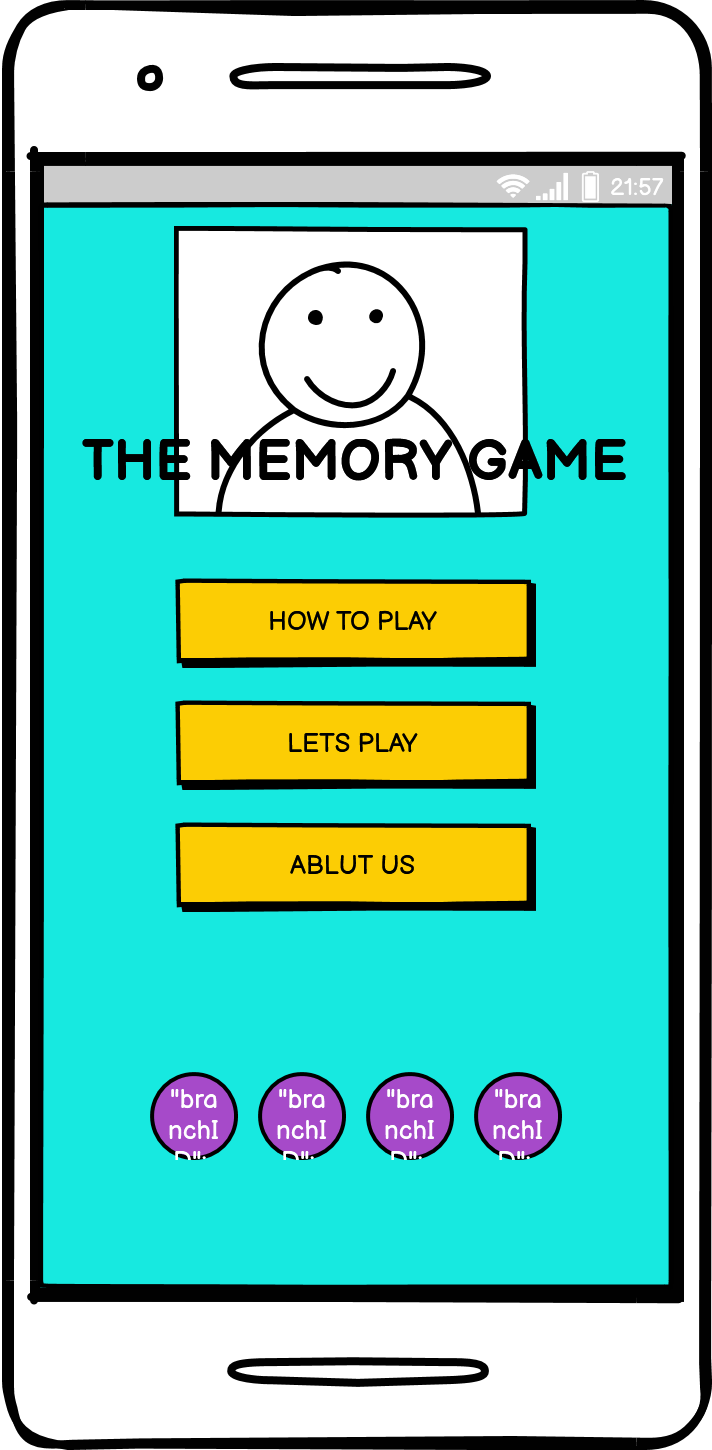 21:57
THE MEMORY GAME
HOW TO PLAY
LETS PLAY
ABLUT US
"bra
nchI
D":
"bra
nchI
D":
"bra
nchI
D":
"bra
nchI
D":